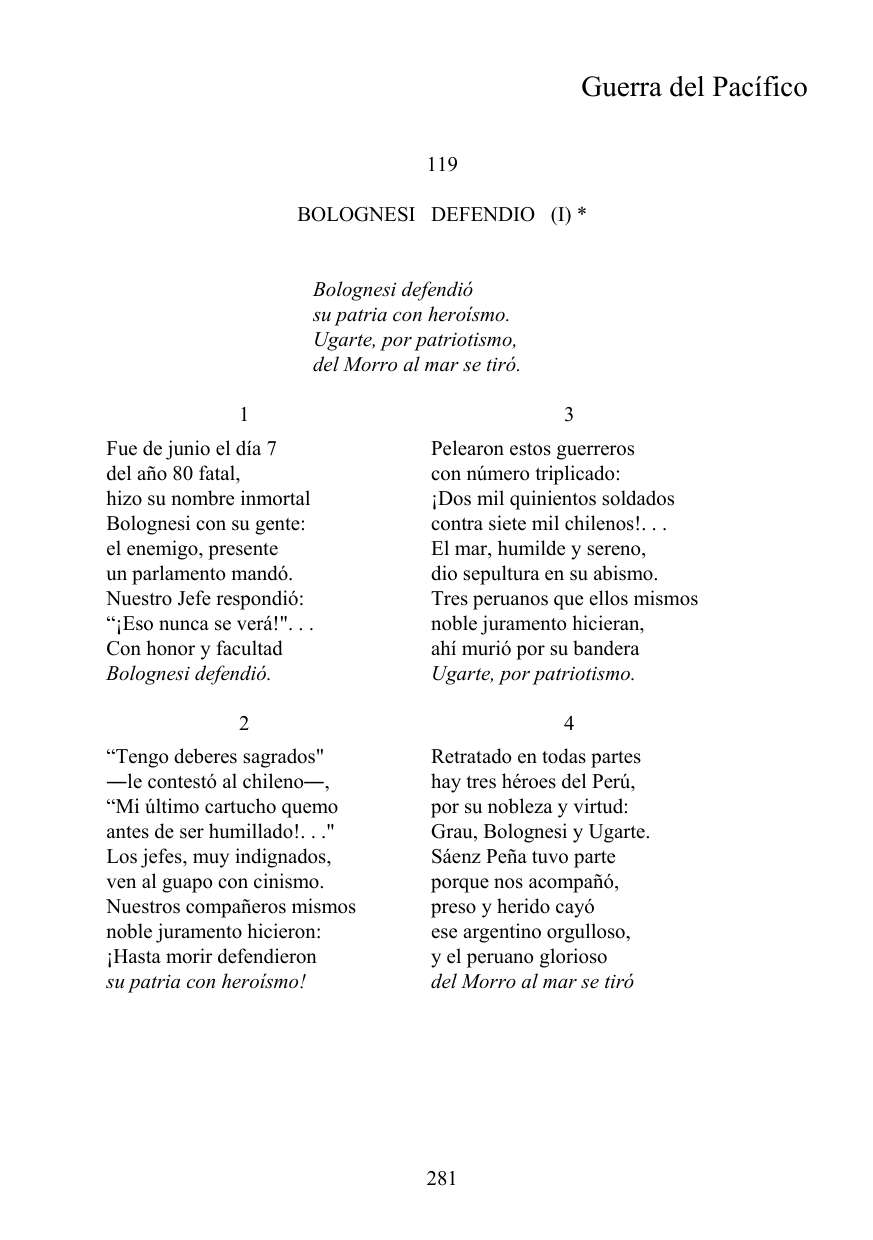 Guerra del Pacífico
119
BOLOGNESI DEFENDIO (I) *
Bolognesi defendió
su patria con heroísmo.
Ugarte, por patriotismo,
del Morro al mar se tiró.
1
Fue de junio el día 7
del año 80 fatal,
hizo su nombre inmortal
Bolognesi con su gente:
el enemigo, presente
un parlamento mandó.
Nuestro Jefe respondió:
“¡Eso nunca se verá!". . .
Con honor y facultad
Bolognesi defendió.
2
“Tengo deberes sagrados"
―le contestó al chileno―,
“Mi último cartucho quemo
antes de ser humillado!. . ."
Los jefes, muy indignados,
ven al guapo con cinismo.
Nuestros compañeros mismos
noble juramento hicieron:
¡Hasta morir defendieron
su patria con heroísmo!
3
Pelearon estos guerreros
con número triplicado:
¡Dos mil quinientos soldados
contra siete mil chilenos!. . .
El mar, humilde y sereno,
dio sepultura en su abismo.
Tres peruanos que ellos mismos
noble juramento hicieran,
ahí murió por su bandera
Ugarte, por patriotismo.
4
Retratado en todas partes
hay tres héroes del Perú,
por su nobleza y virtud:
Grau, Bolognesi y Ugarte.
Sáenz Peña tuvo parte
porque nos acompañó,
preso y herido cayó
ese argentino orgulloso,
y el peruano glorioso
del Morro al mar se tiró
281